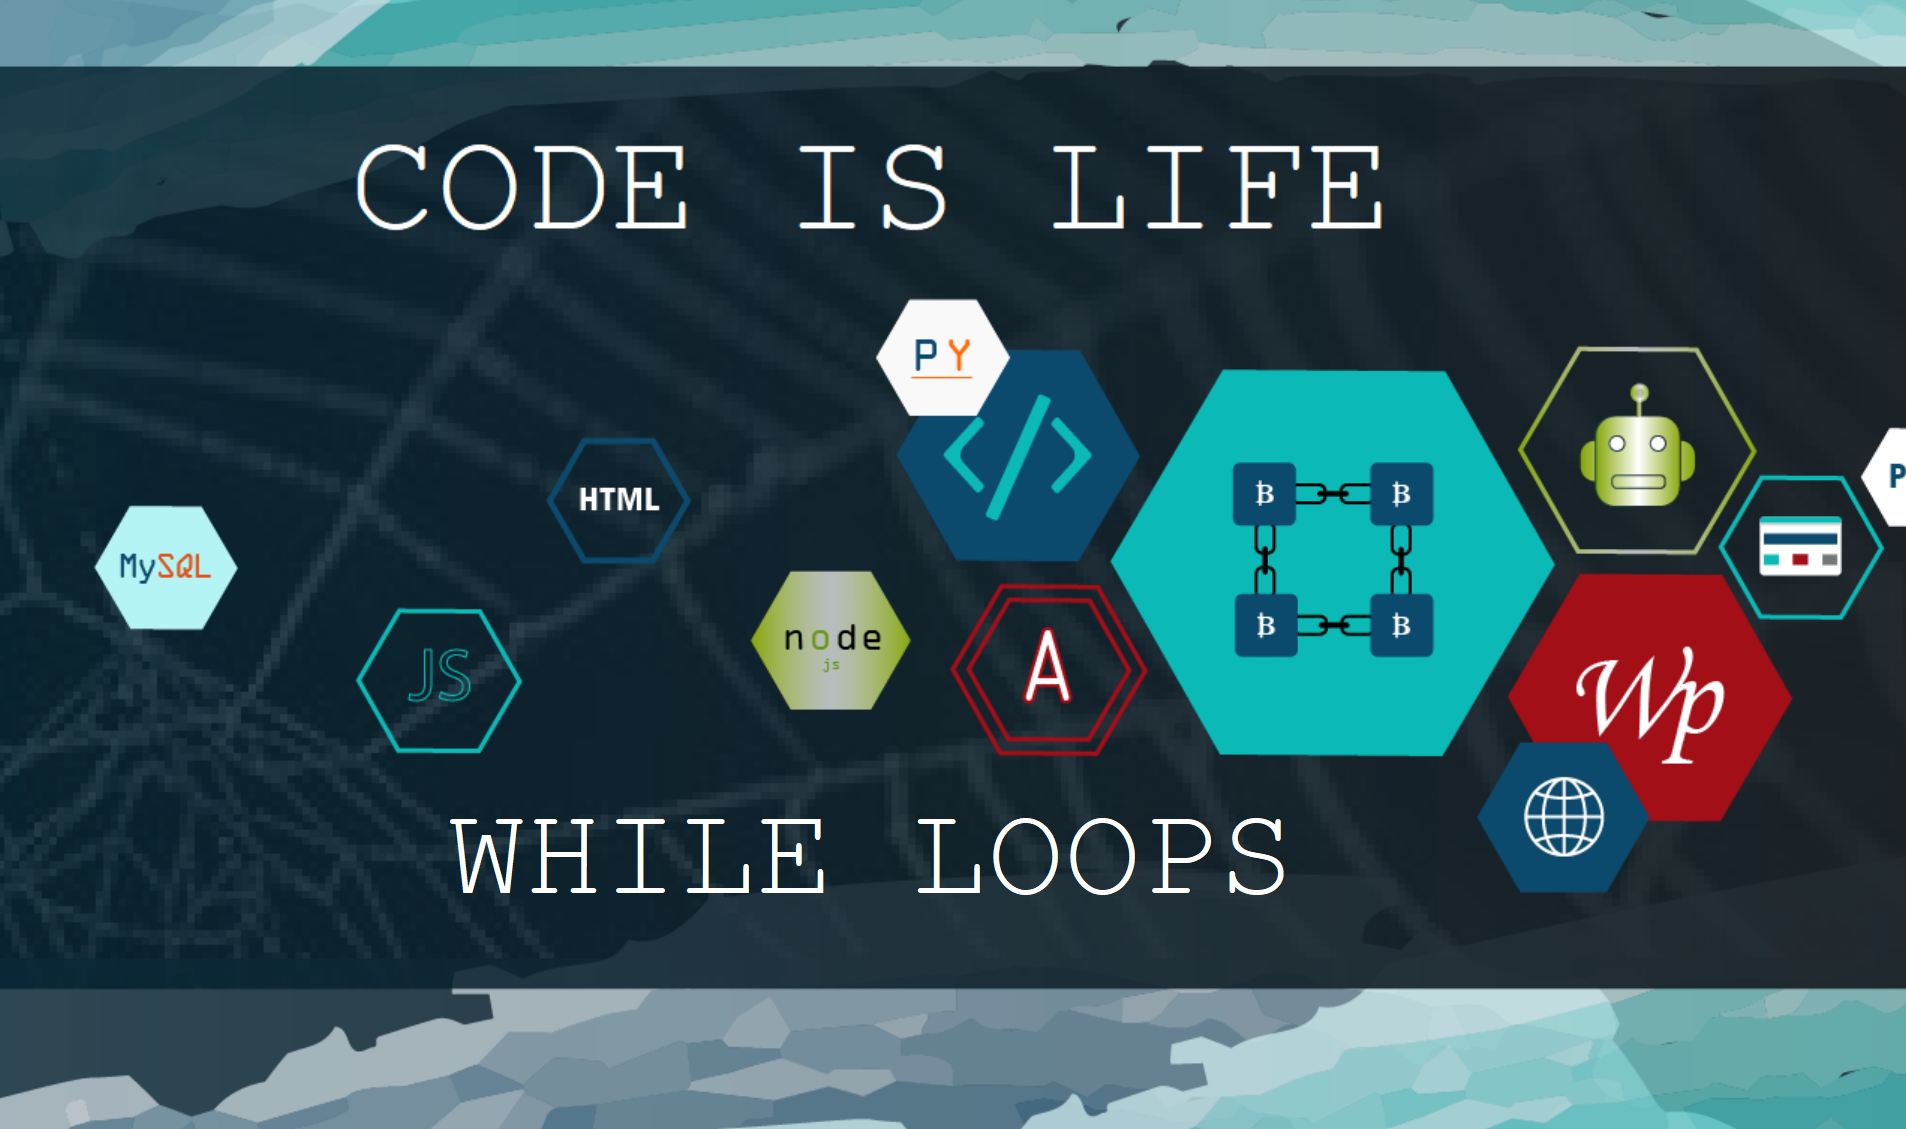 CODE IS LIFE
PY
HTML
MySQL
JS
node
js
A
B B
B B
P
Wp
WHILE LOOPS